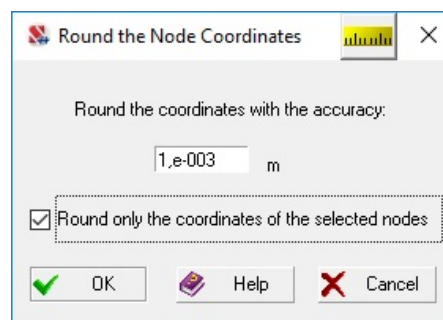 Round the Node Coordinates
Round the coordinates with the accuracy:
1,e-003 m
Round only the coordinates of the selected nodes
OK Help Cancel